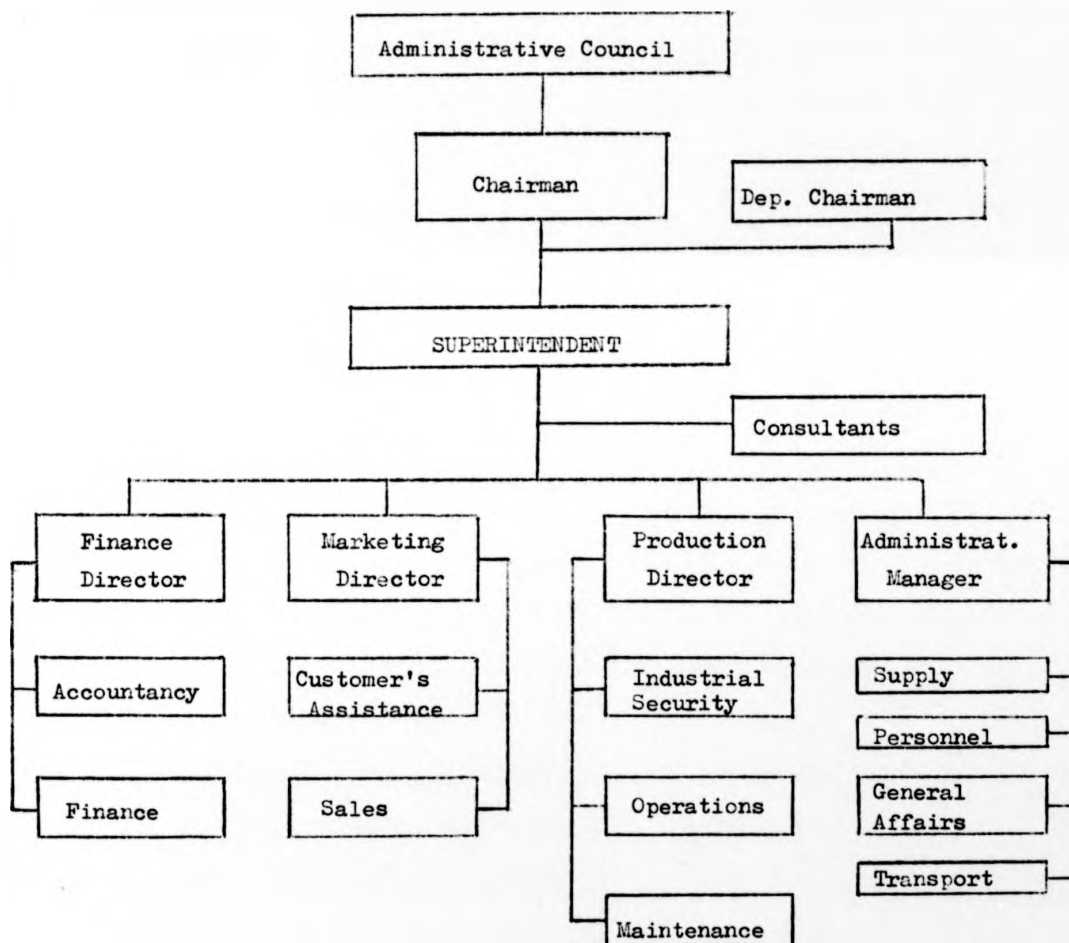 Administrative Council
Chairman
Dep. Chairman
SUPERINTENDENT
Consultants
Finance
Director
Marketing
Director
Production
Director
Administrat.
Manager
Accountancy
Customer's
Assistance
Industrial
Security
Supply
Personnel
Finance
Sales
Operations
General
Affairs
Transport
Maintenance